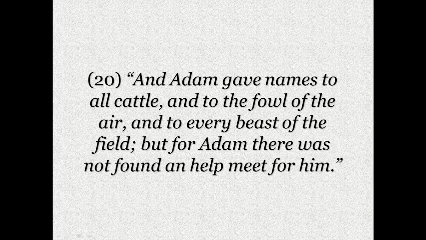 (20) “And Adam gave names to
all cattle, and to the fowl of the
air, and to every beast of the
field; but for Adam there was
not found an help meet for him.”